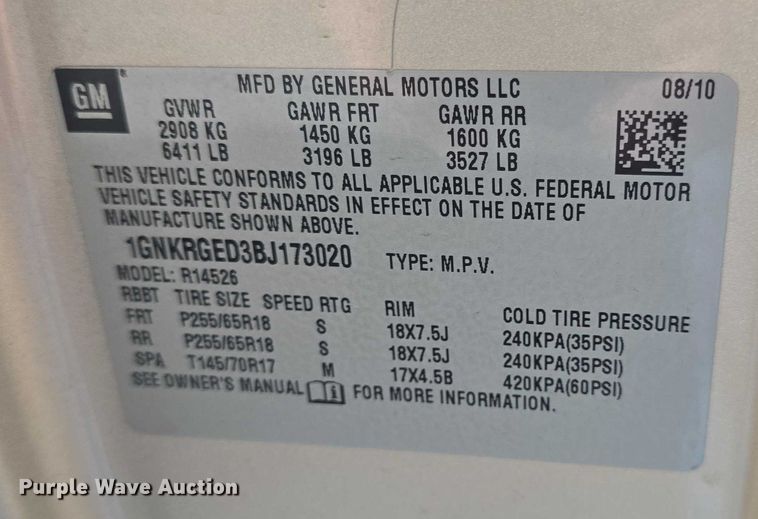 GM
MFD BY GENERAL MOTORS LLC 08/10
GVWR GAWR FRT GAWR RR
2908 KG 1450 KG 1600 KG
6411 LB 3196 LB 3527 LB
THIS VEHICLE CONFORMS TO ALL APPLICABLE U.S. FEDERAL MOTOR
VEHICLE SAFETY STANDARDS IN EFFECT ON THE DATE OF
MANUFACTURE SHOWN ABOVE.
1GNKRGED3BJ173020 TYPE: M.P.V.
MODEL: R14526
RBBT TIRE SIZE SPEED RTG RIM COLD TIRE PRESSURE
FRT P255/65R18 S 18X7.5J 240KPA(35PSI)
RR P255/65R18 S 18X7.5J 240KPA(35PSI)
SPA T145/70R17 M 17X4.5B 420KPA(60PSI)
SEE OWNER'S MANUAL FOR MORE INFORMATION.
Purple Wave Auction